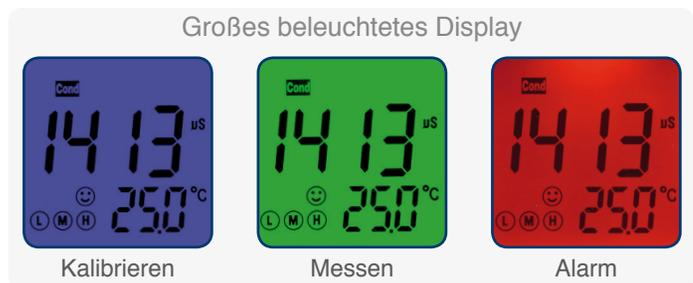 Großes beleuchtetes Display
Cond
1413 µS
25.0 °C
L M H
Kalibrieren
Cond
1413 µS
25.0 °C
L M H
Messen
Cond
1413 µS
25.0 °C
L M H
Alarm